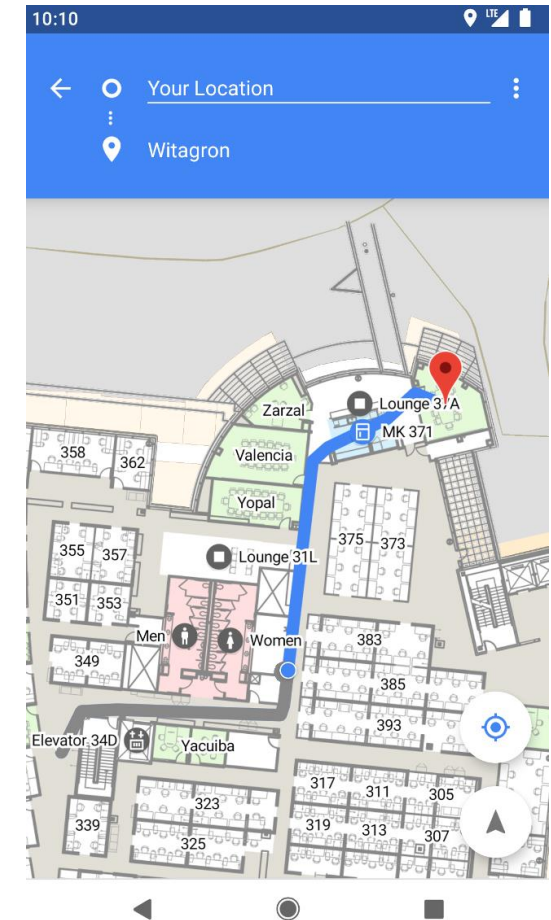 10:10
LTE
Your Location
Witagron
Zarzal
Lounge 37A
MK 371
358
362
Valencia
Yopal
355
357
375
373
Lounge 31L
351
353
Men
Women
383
349
385
393
Elevator 34D
Yacuiba
317
311
305
323
339
319
313
307
325